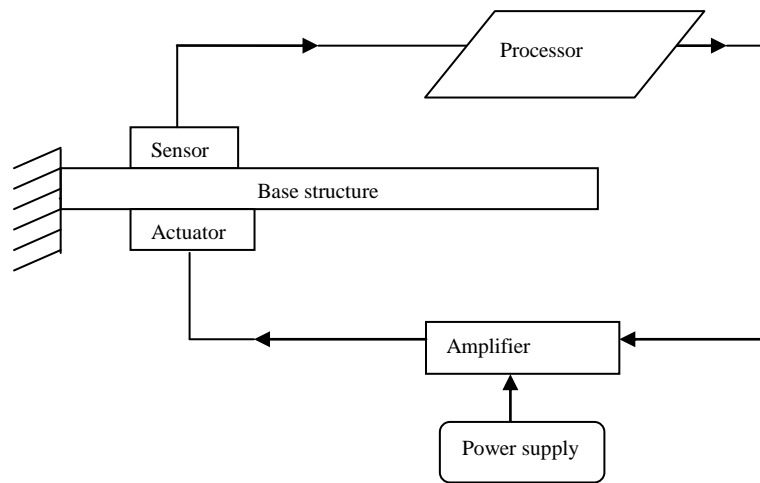 Processor
Sensor
Base structure
Actuator
Amplifier
Power supply